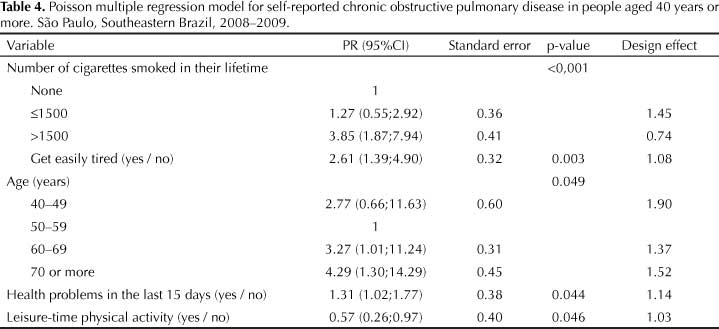 Table 4. Poisson multiple regression model for self-reported chronic obstructive pulmonary disease in people aged 40 years or
more. São Paulo, Southeastern Brazil, 2008–2009.
Variable PR (95%CI) Standard error p-value Design effect
Number of cigarettes smoked in their lifetime <0,001
None 1
≤1500 1.27 (0.55;2.92) 0.36 1.45
>1500 3.85 (1.87;7.94) 0.41 0.74
Get easily tired (yes / no) 2.61 (1.39;4.90) 0.32 0.003 1.08
Age (years) 0.049
40–49 2.77 (0.66;11.63) 0.60 1.90
50–59 1
60–69 3.27 (1.01;11.24) 0.31 1.37
70 or more 4.29 (1.30;14.29) 0.45 1.52
Health problems in the last 15 days (yes / no) 1.31 (1.02;1.77) 0.38 0.044 1.14
Leisure-time physical activity (yes / no) 0.57 (0.26;0.97) 0.40 0.046 1.03